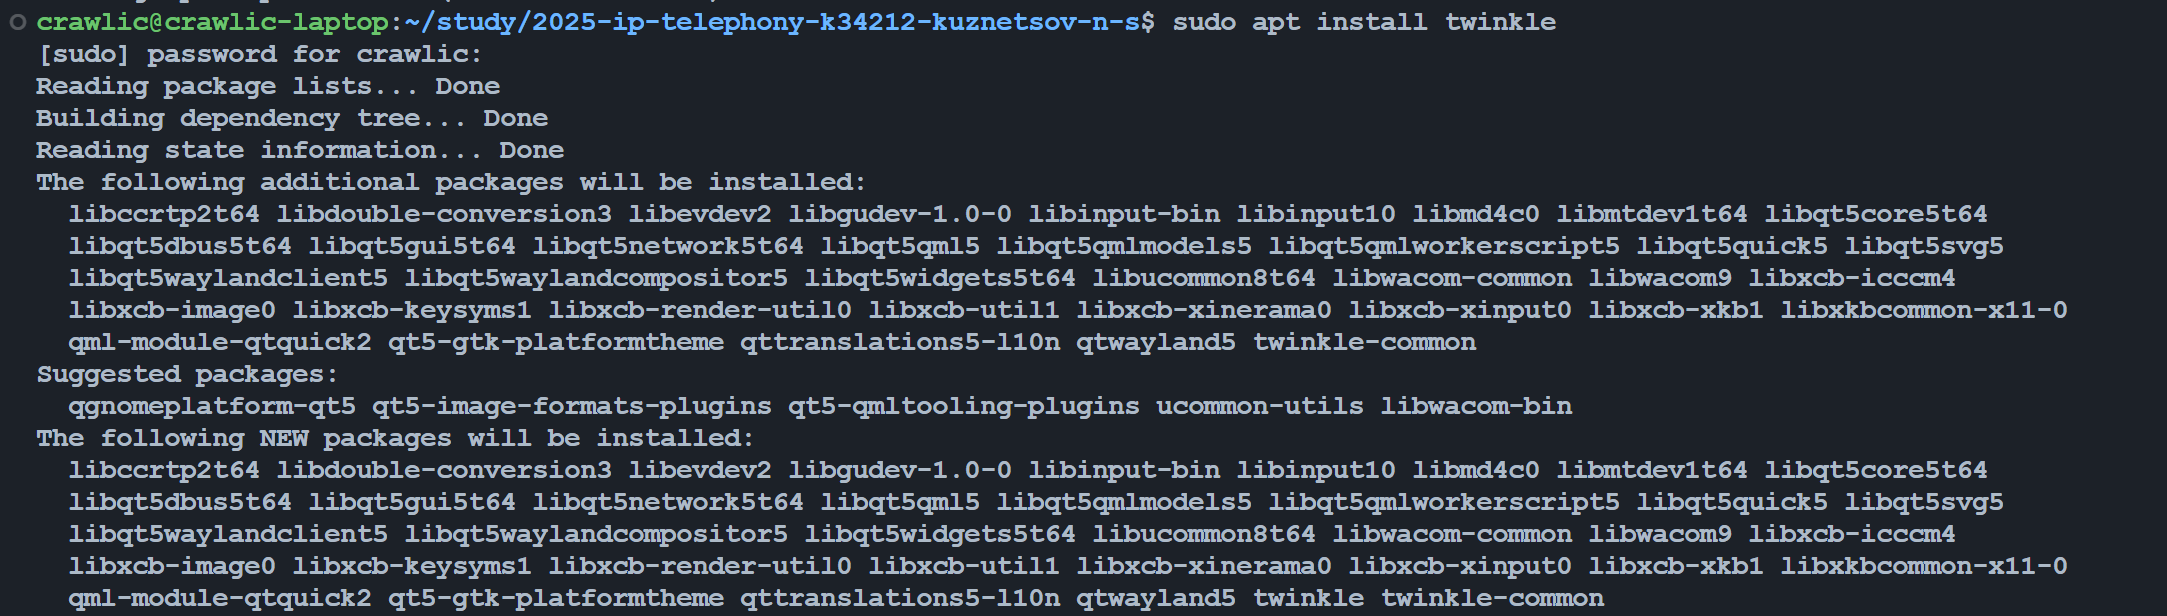 crawlic@crawlic-laptop:~/study/2025-ip-telephony-k34212-kuznetsov-n-s$ sudo apt install twinkle
[sudo] password for crawlic:
Reading package lists... Done
Building dependency tree... Done
Reading state information... Done
The following additional packages will be installed:
  libccrtp2t64 libdouble-conversion3 libevdev2 libgudev-1.0-0 libinput-bin libinput10 libmd4c0 libmtdev1t64 libqt5core5t64
  libqt5dbus5t64 libqt5gui5t64 libqt5network5t64 libqt5qml5 libqt5qmlmodels5 libqt5qmlworkerscript5 libqt5quick5 libqt5svg5
  libqt5waylandclient5 libqt5waylandcompositor5 libqt5widgets5t64 libucommon8t64 libwacom-common libwacom9 libxcb-icccm4
  libxcb-image0 libxcb-keysyms1 libxcb-render-util0 libxcb-util1 libxcb-xinerama0 libxcb-xinput0 libxcb-xkb1 libxkbcommon-x11-0
  qml-module-qtquick2 qt5-gtk-platformtheme qttranslations5-l10n qtwayland5 twinkle-common
Suggested packages:
  qgnomeplatform-qt5 qt5-image-formats-plugins qt5-qmltooling-plugins ucommon-utils libwacom-bin
The following NEW packages will be installed:
  libccrtp2t64 libdouble-conversion3 libevdev2 libgudev-1.0-0 libinput-bin libinput10 libmd4c0 libmtdev1t64 libqt5core5t64
  libqt5dbus5t64 libqt5gui5t64 libqt5network5t64 libqt5qml5 libqt5qmlmodels5 libqt5qmlworkerscript5 libqt5quick5 libqt5svg5
  libqt5waylandclient5 libqt5waylandcompositor5 libqt5widgets5t64 libucommon8t64 libwacom-common libwacom9 libxcb-icccm4
  libxcb-image0 libxcb-keysyms1 libxcb-render-util0 libxcb-util1 libxcb-xinerama0 libxcb-xinput0 libxcb-xkb1 libxkbcommon-x11-0
  qml-module-qtquick2 qt5-gtk-platformtheme qttranslations5-l10n qtwayland5 twinkle twinkle-common